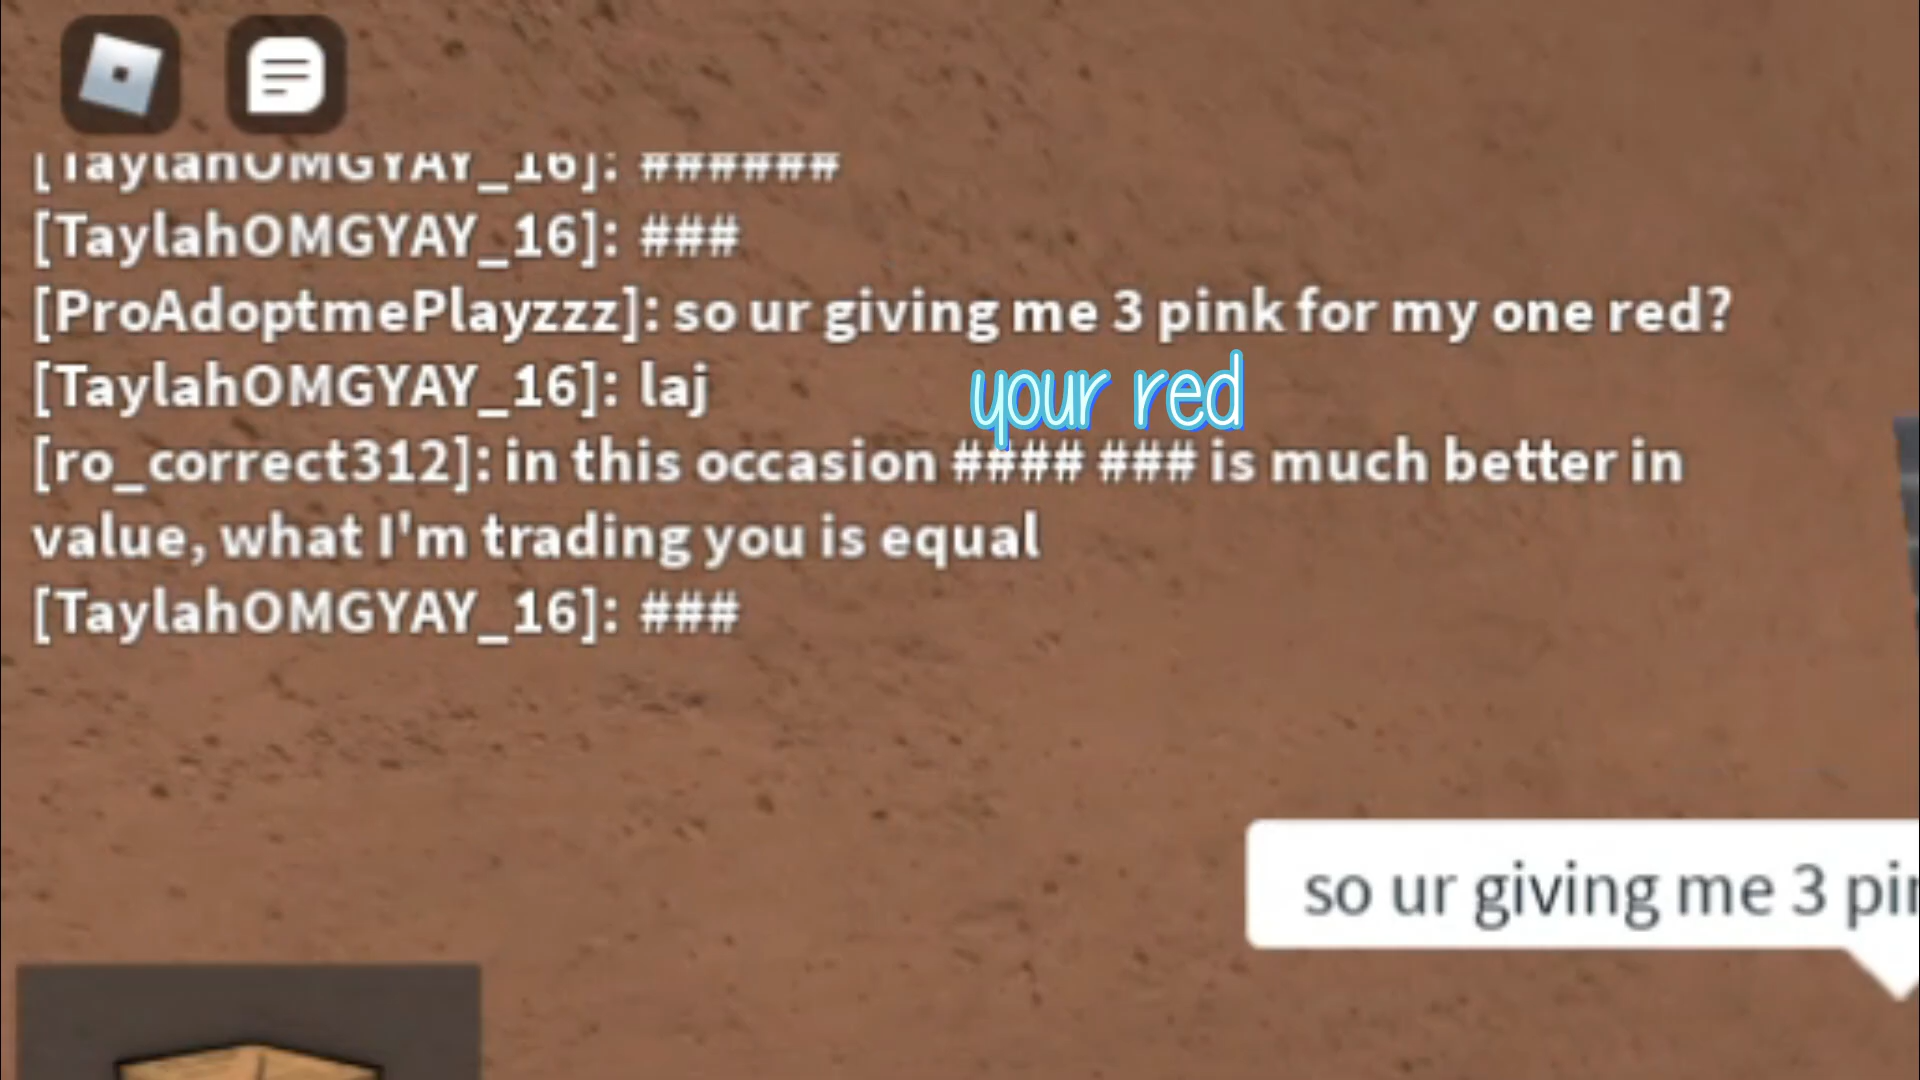 [TaylahOMGYAY_16]: ######
[TaylahOMGYAY_16]: ###
[ProAdoptmePlayzzz]: so ur giving me 3 pink for my one red?
[TaylahOMGYAY_16]: laj
your red
[ro_correct312]: in this occasion #### ### is much better in
value, what I'm trading you is equal
[TaylahOMGYAY_16]: ###
so ur giving me 3 pin